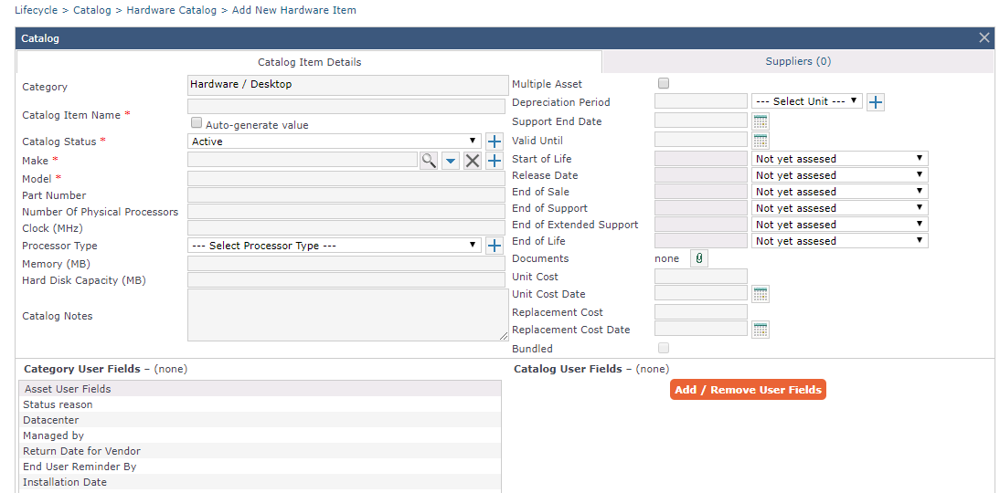 Lifecycle > Catalog > Hardware Catalog > Add New Hardware Item
Catalog
Catalog Item Details
Suppliers (0)
Category
Hardware / Desktop
Catalog Item Name *
Auto-generate value
Catalog Status *
Active
Make *
Model *
Part Number
Number Of Physical Processors
Clock (MHz)
Processor Type
--- Select Processor Type ---
Memory (MB)
Hard Disk Capacity (MB)
Catalog Notes
Multiple Asset
Depreciation Period
--- Select Unit ---
Support End Date
Valid Until
Start of Life
Not yet assesed
Release Date
Not yet assesed
End of Sale
Not yet assesed
End of Support
Not yet assesed
End of Extended Support
Not yet assesed
End of Life
Not yet assesed
Documents
none
Unit Cost
Unit Cost Date
Replacement Cost
Replacement Cost Date
Bundled
Category User Fields – (none)
Asset User Fields
Status reason
Datacenter
Managed by
Return Date for Vendor
End User Reminder By
Installation Date
Catalog User Fields – (none)
Add / Remove User Fields